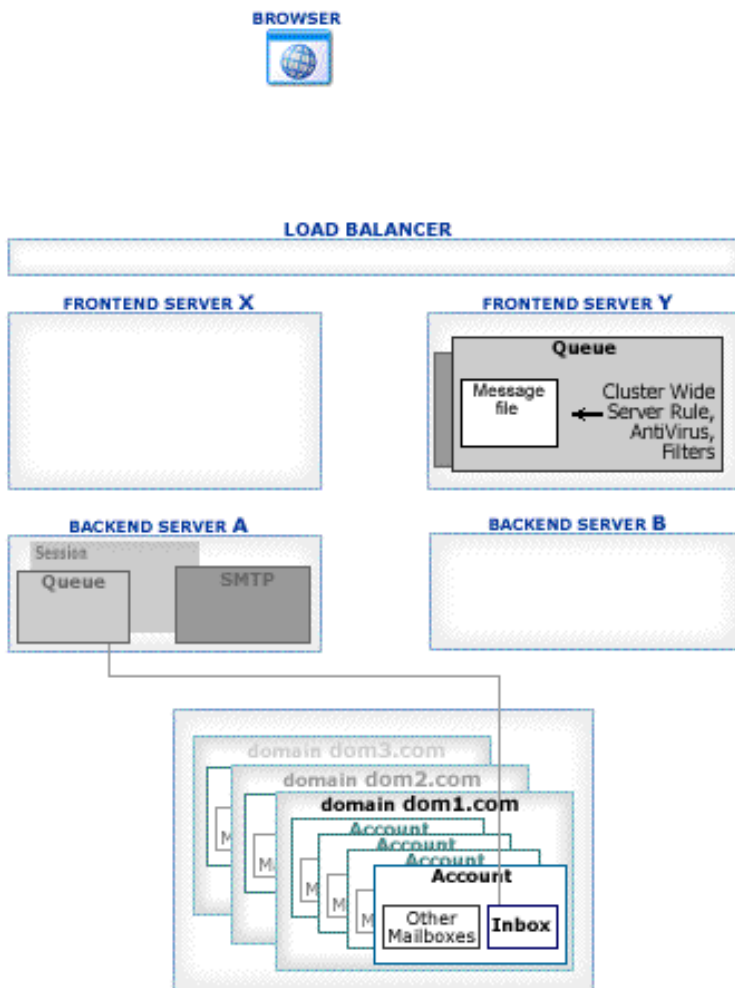 BROWSER
LOAD BALANCER
FRONTEND SERVER X
FRONTEND SERVER Y
Queue
Message
file
Cluster Wide
Server Rule,
AntiVirus,
Filters
BACKEND SERVER A
BACKEND SERVER B
Session
Queue
SMTP
domain dom3.com
domain dom2.com
domain dom1.com
M
Ma
Account
Account
Account
Account
M
M
M
Other
Mailboxes
Inbox